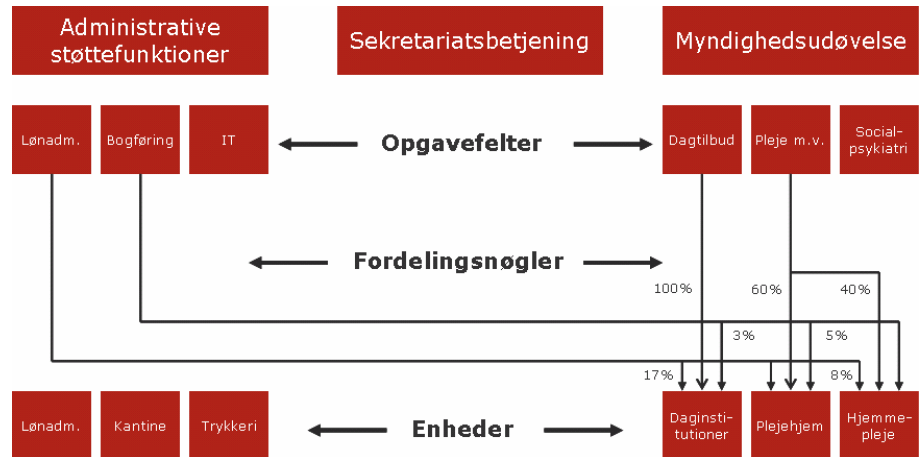 Administrative
støttefunktioner
Sekretariatsbetjening
Myndighedsudøvelse
Lønadm.
Bogføring
IT
Opgavefelter
Dagtilbud
Pleje m.v.
Social-
psykiatri
Fordelingsnøgler
100%
60%
40%
3%
5%
17%
8%
Lønadm.
Kantine
Trykkeri
Enheder
Daginsti-
tutioner
Plejehjem
Hjemme-
pleje